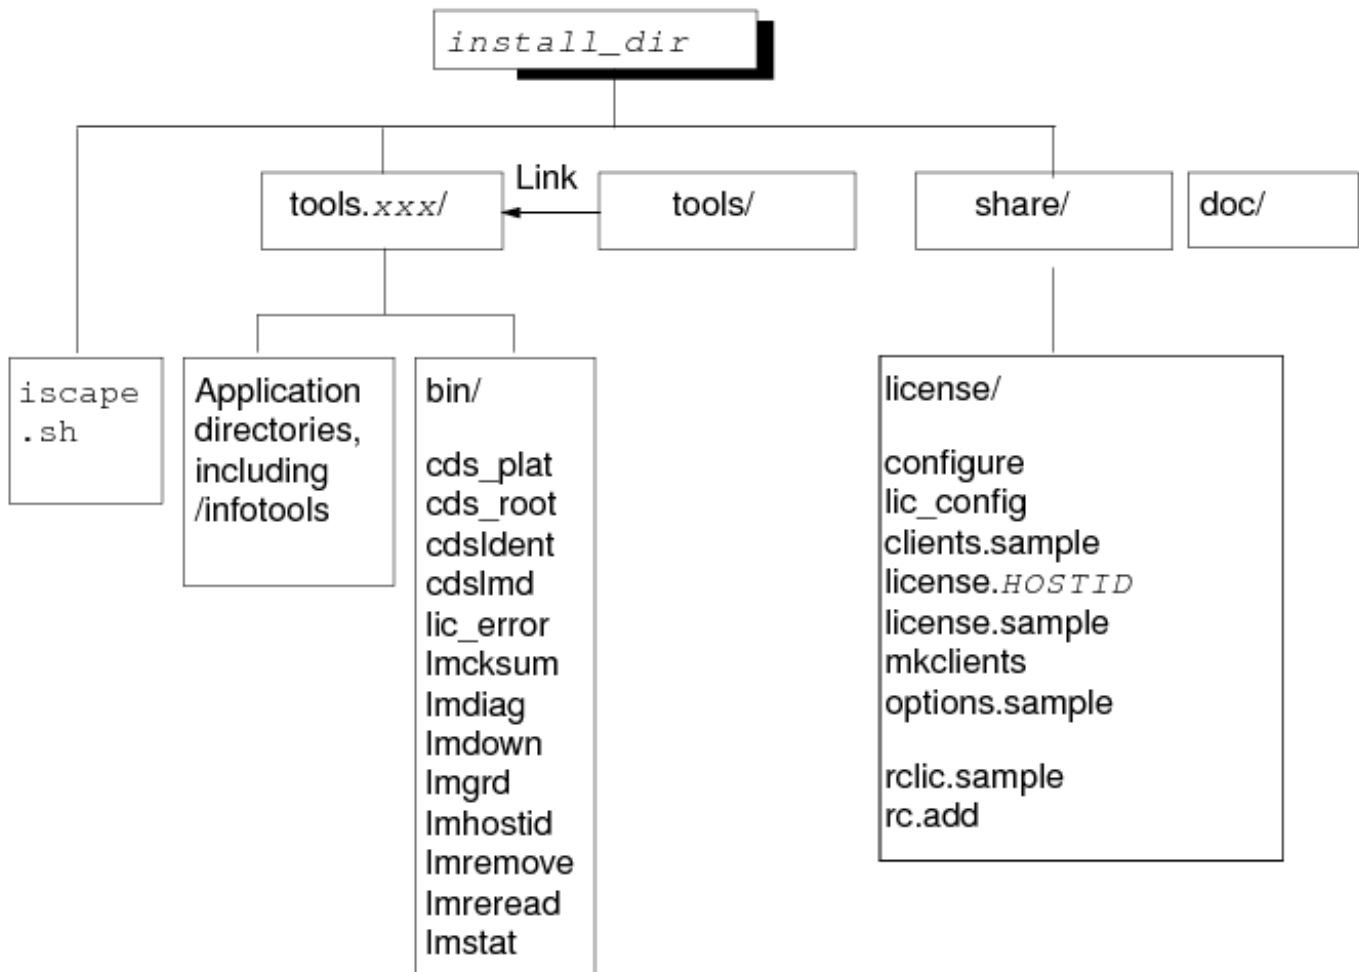 install_dir
Link
tools.xxx/
tools/
share/
doc/
iscape
.sh
Application
directories,
including
/infotools
bin/
cds_plat
cds_root
cdsIdent
cdslmd
lic_error
lmcksum
lmdiag
lmdown
lmgrd
lmhostid
lmremove
lmreread
lmstat
license/
configure
lic_config
clients.sample
license.HOSTID
license.sample
mkclients
options.sample
rclic.sample
rc.add